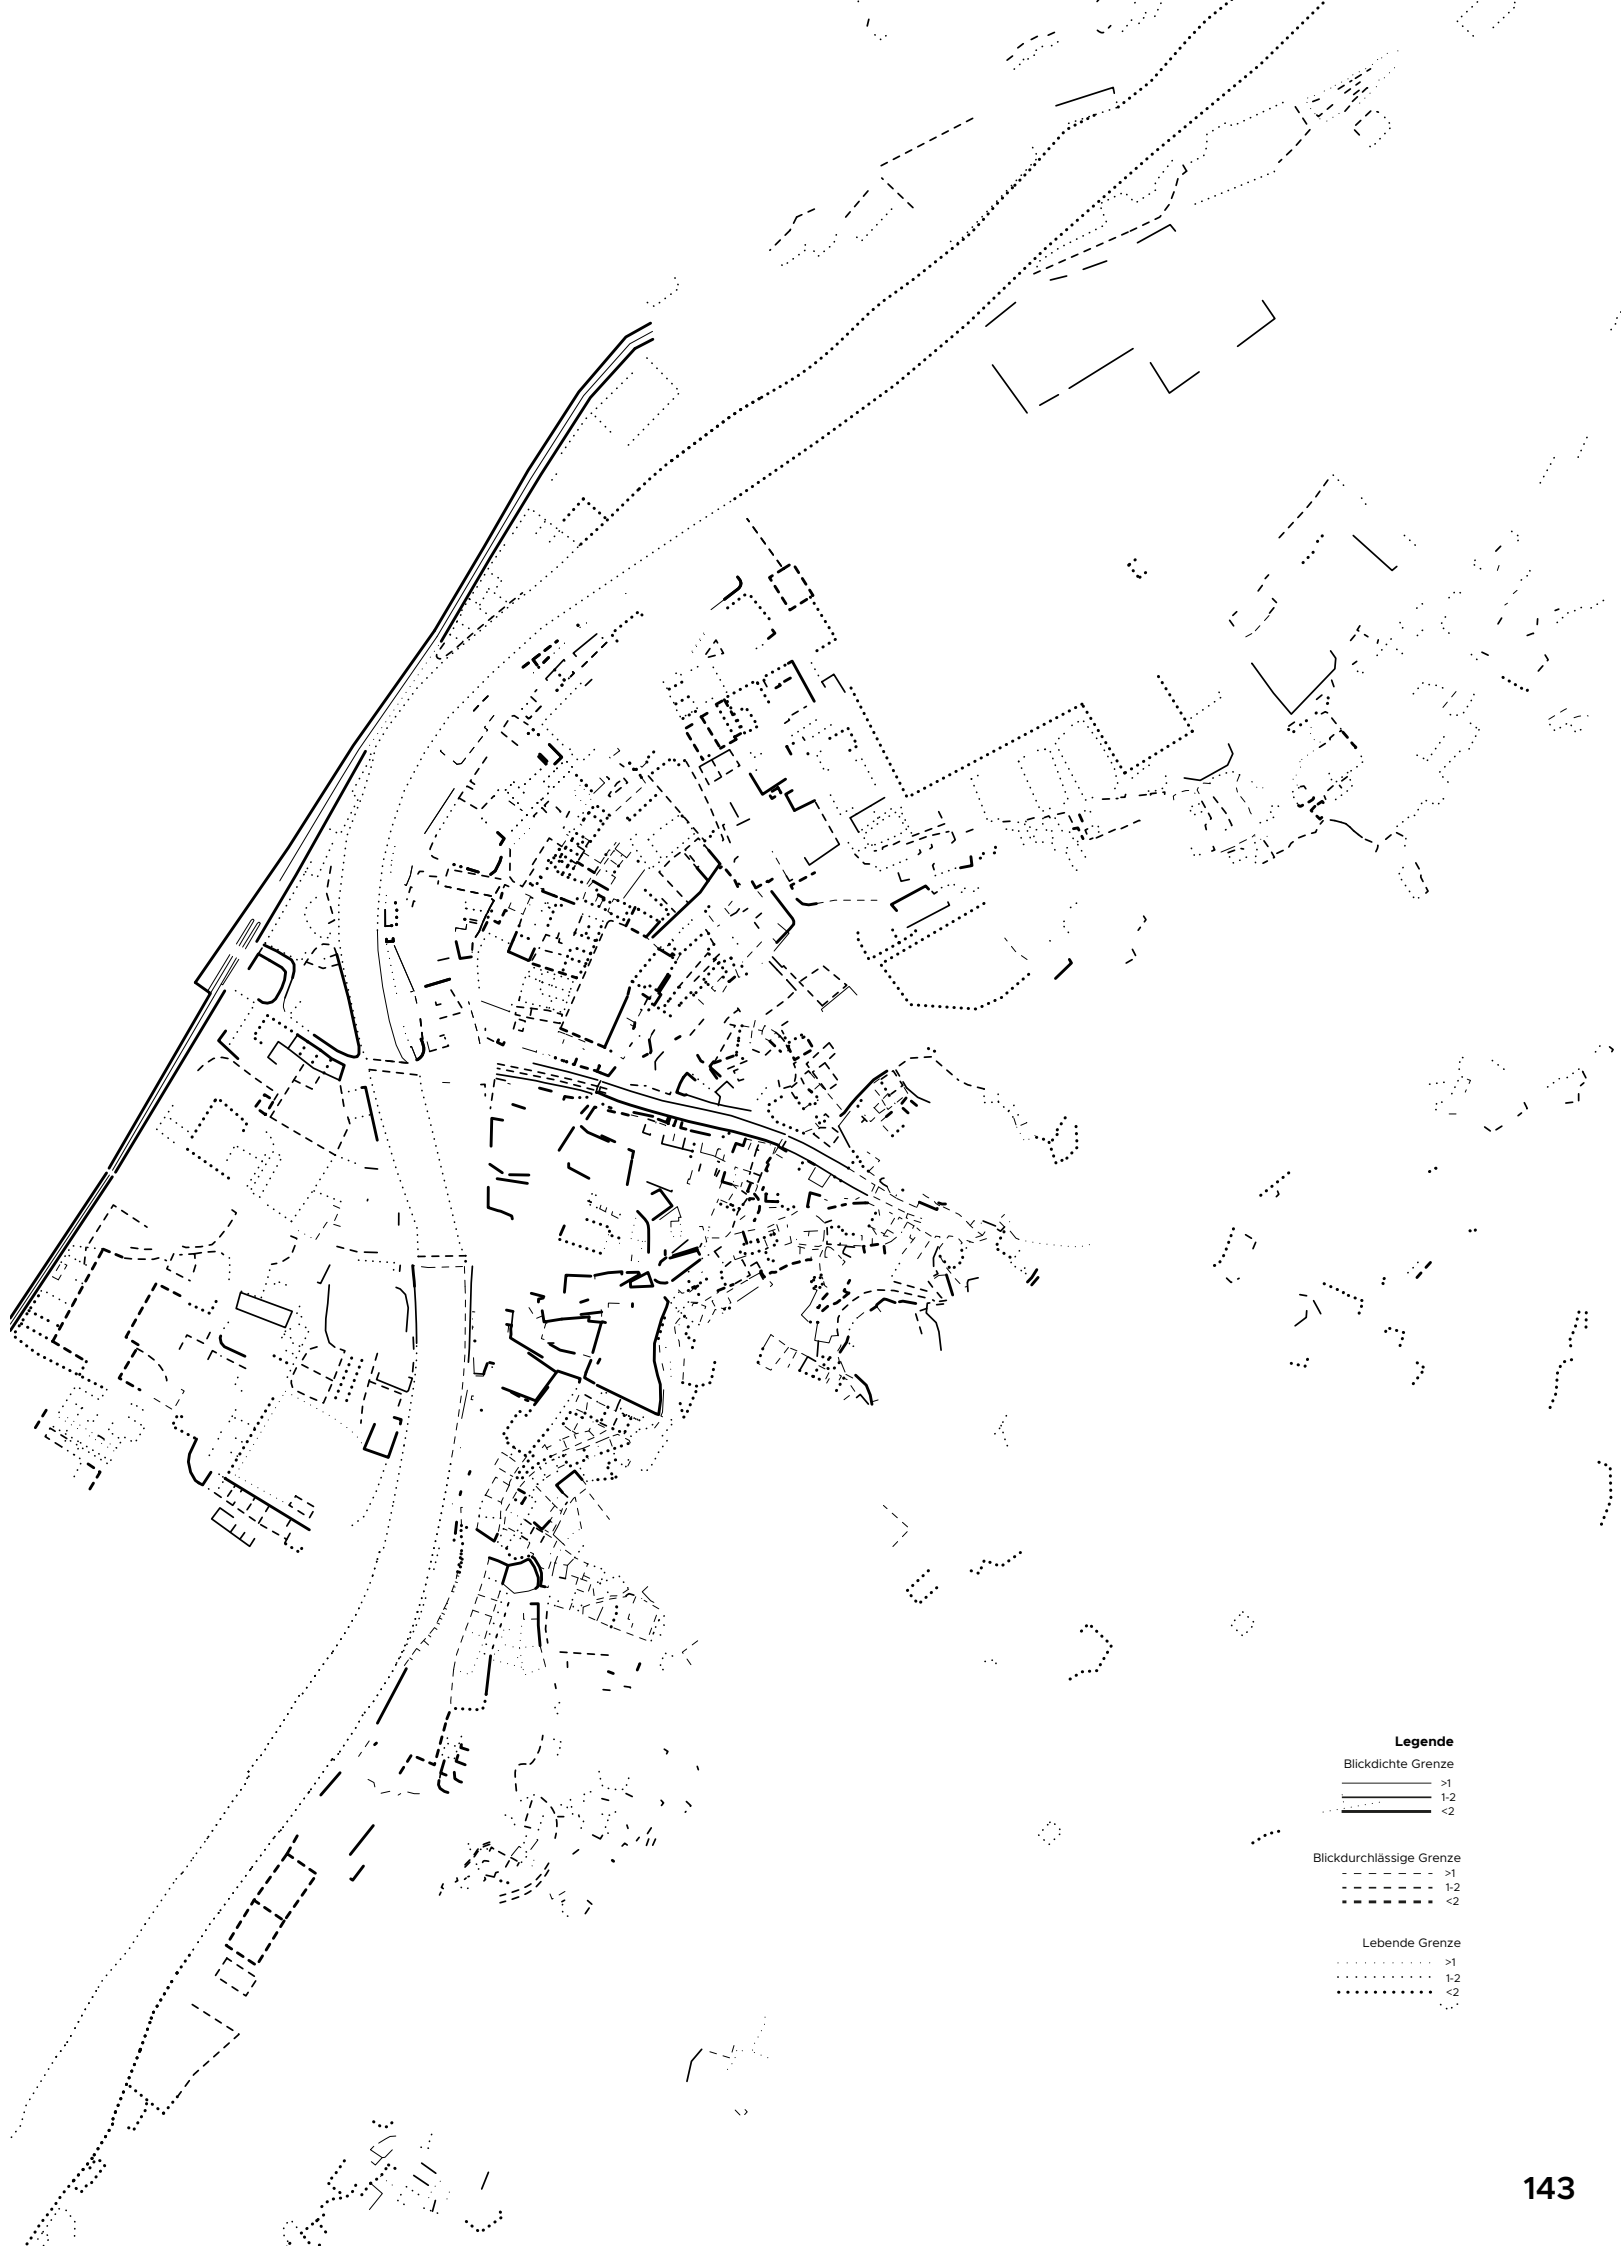 Legende
Blickdichte Grenze
>1
1-2
<2
Blickdurchlässige Grenze
>1
1-2
<2
Lebende Grenze
>1
1-2
<2
143